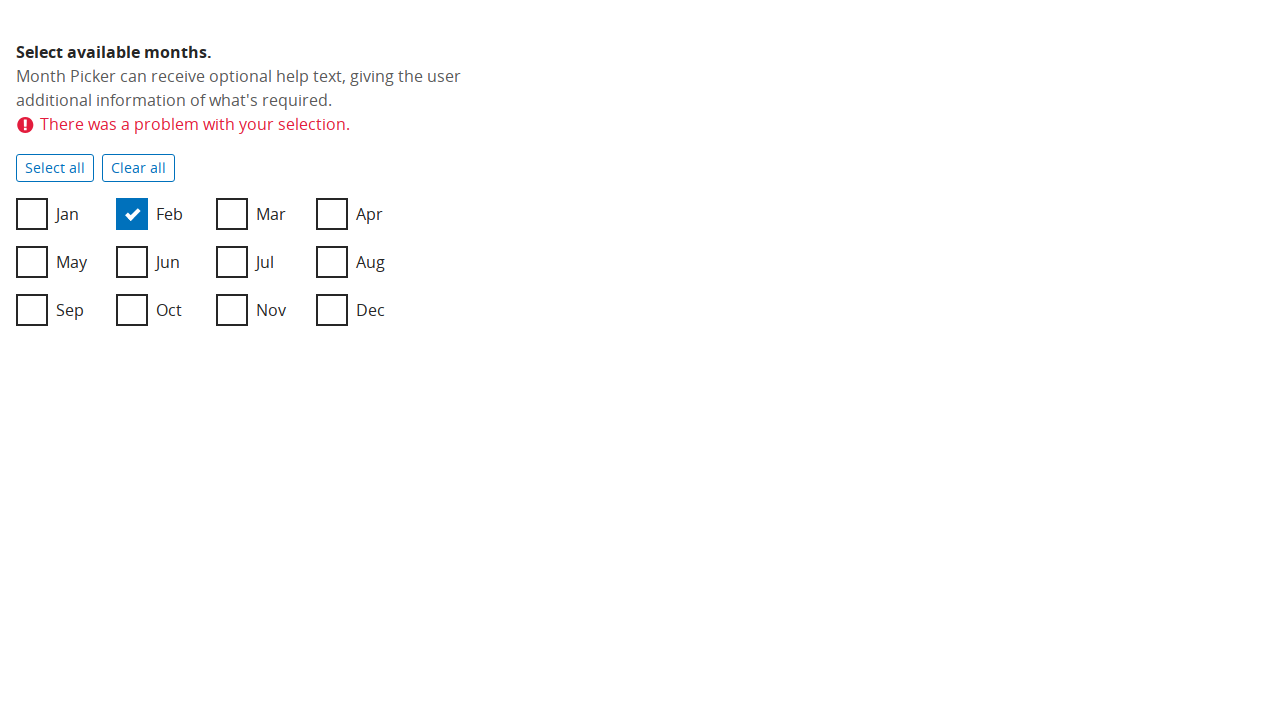 Select available months.
Month Picker can receive optional help text, giving the user
additional information of what's required.
There was a problem with your selection.
Select all Clear all
Jan Feb Mar Apr
May Jun Jul Aug
Sep Oct Nov Dec